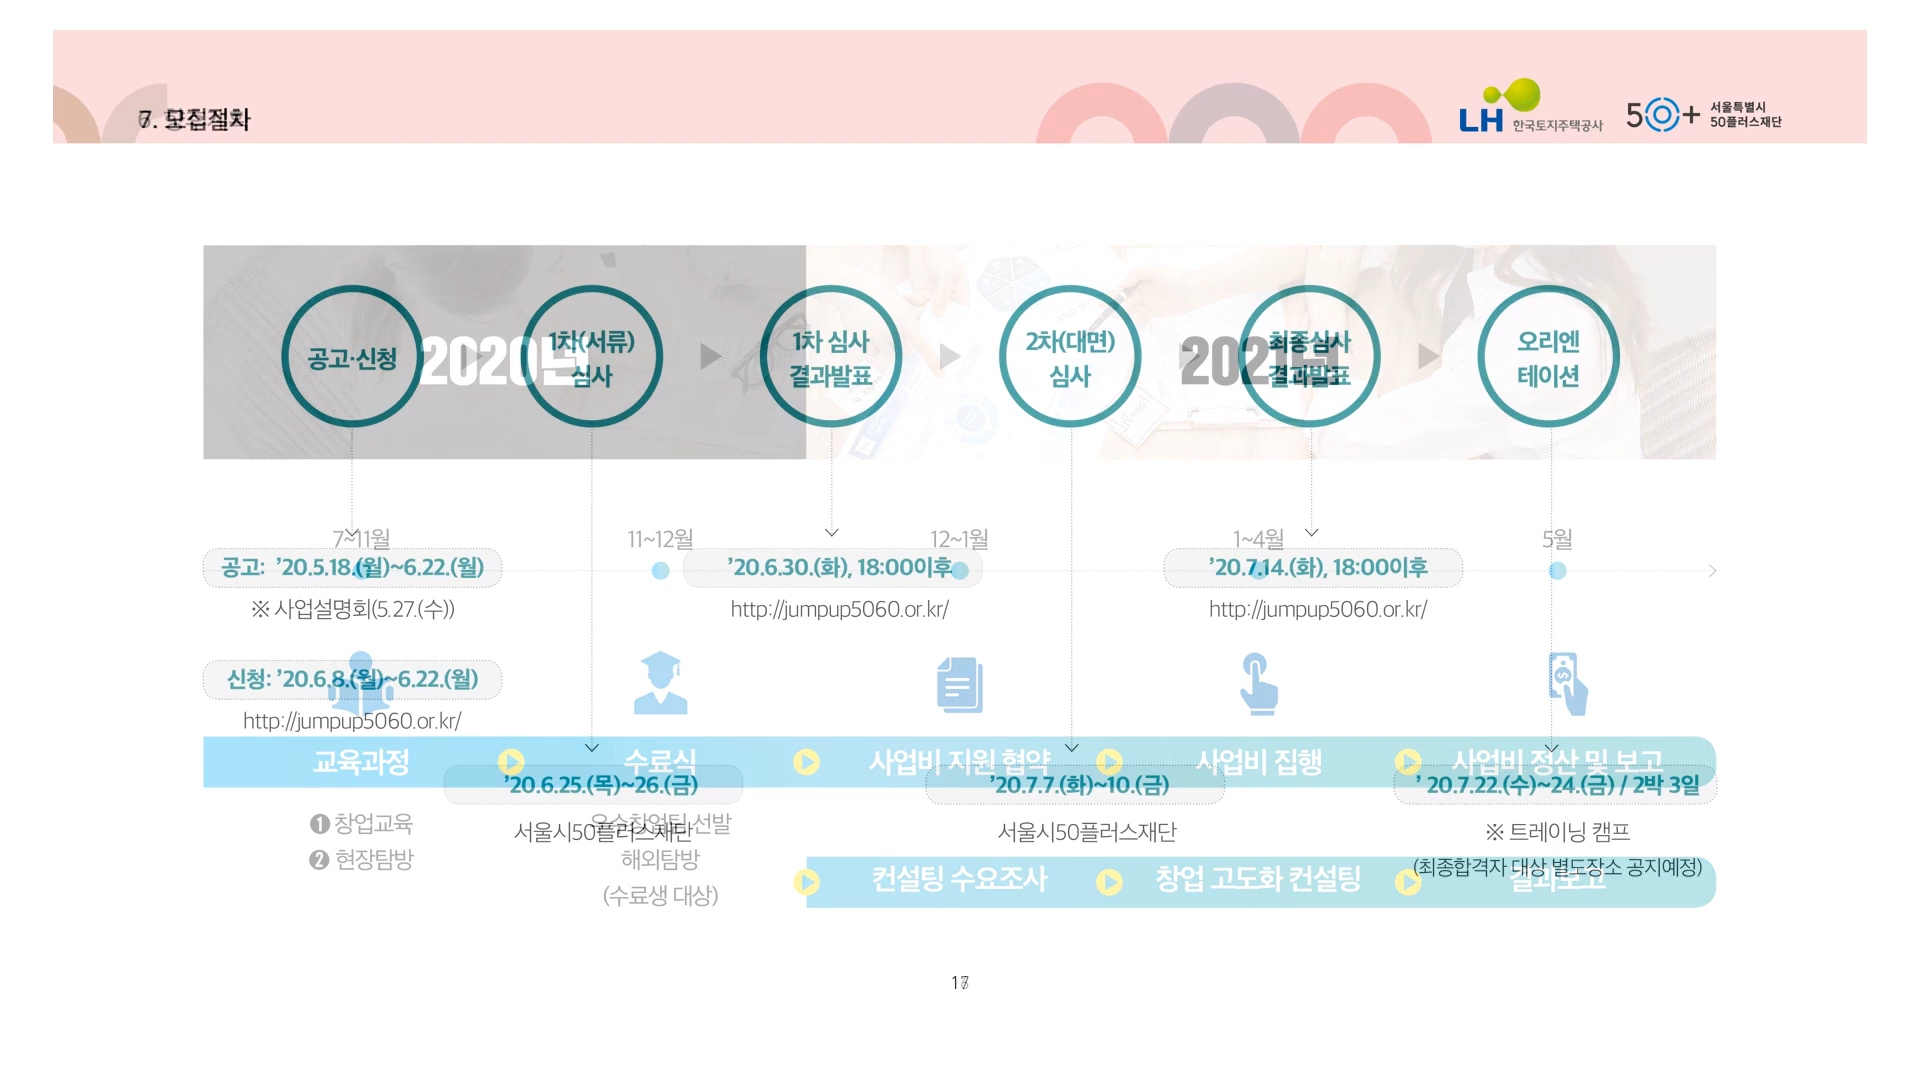 7. 모집절차
LH 한국토지주택공사
50+ 서울특별시
50플러스재단
공고·신청
1차(서류)
심사
1차 심사
결과발표
2차(대면)
심사
최종심사
결과발표
오리엔
테이션
2020년
2021년
7~11월
11~12월
12~1월
1~4월
5월
공고: ’20.5.18.(월)~6.22.(월)
’20.6.30.(화), 18:00이후
’20.7.14.(화), 18:00이후
※ 사업설명회(5.27.(수))
http://jumpup5060.or.kr/
http://jumpup5060.or.kr/
신청: ’20.6.8.(월)~6.22.(월)
http://jumpup5060.or.kr/
교육과정
수료식
사업비 지원 협약
사업비 집행
사업비 정산 및 보고
’20.6.25.(목)~26.(금)
’20.7.7.(화)~10.(금)
’ 20.7.22.(수)~24.(금) / 2박 3일
❶ 창업교육
우수창업팀 선발
서울시50플러스재단
서울시50플러스재단
※ 트레이닝 캠프
❷ 현장탐방
해외탐방
(수료생 대상)
(최종합격자 대상 별도장소 공지예정)
컨설팅 수요조사
창업 고도화 컨설팅
결과보고